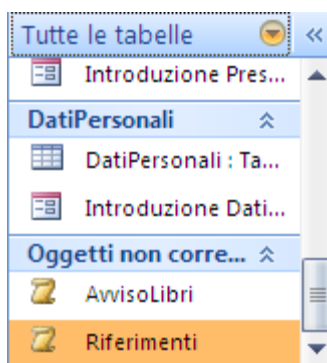 Tutte le tabelle
Introduzione Pres...
DatiPersonali
DatiPersonali : Ta...
Introduzione Dati...
Oggetti non corre...
AvvisoLibri
Riferimenti